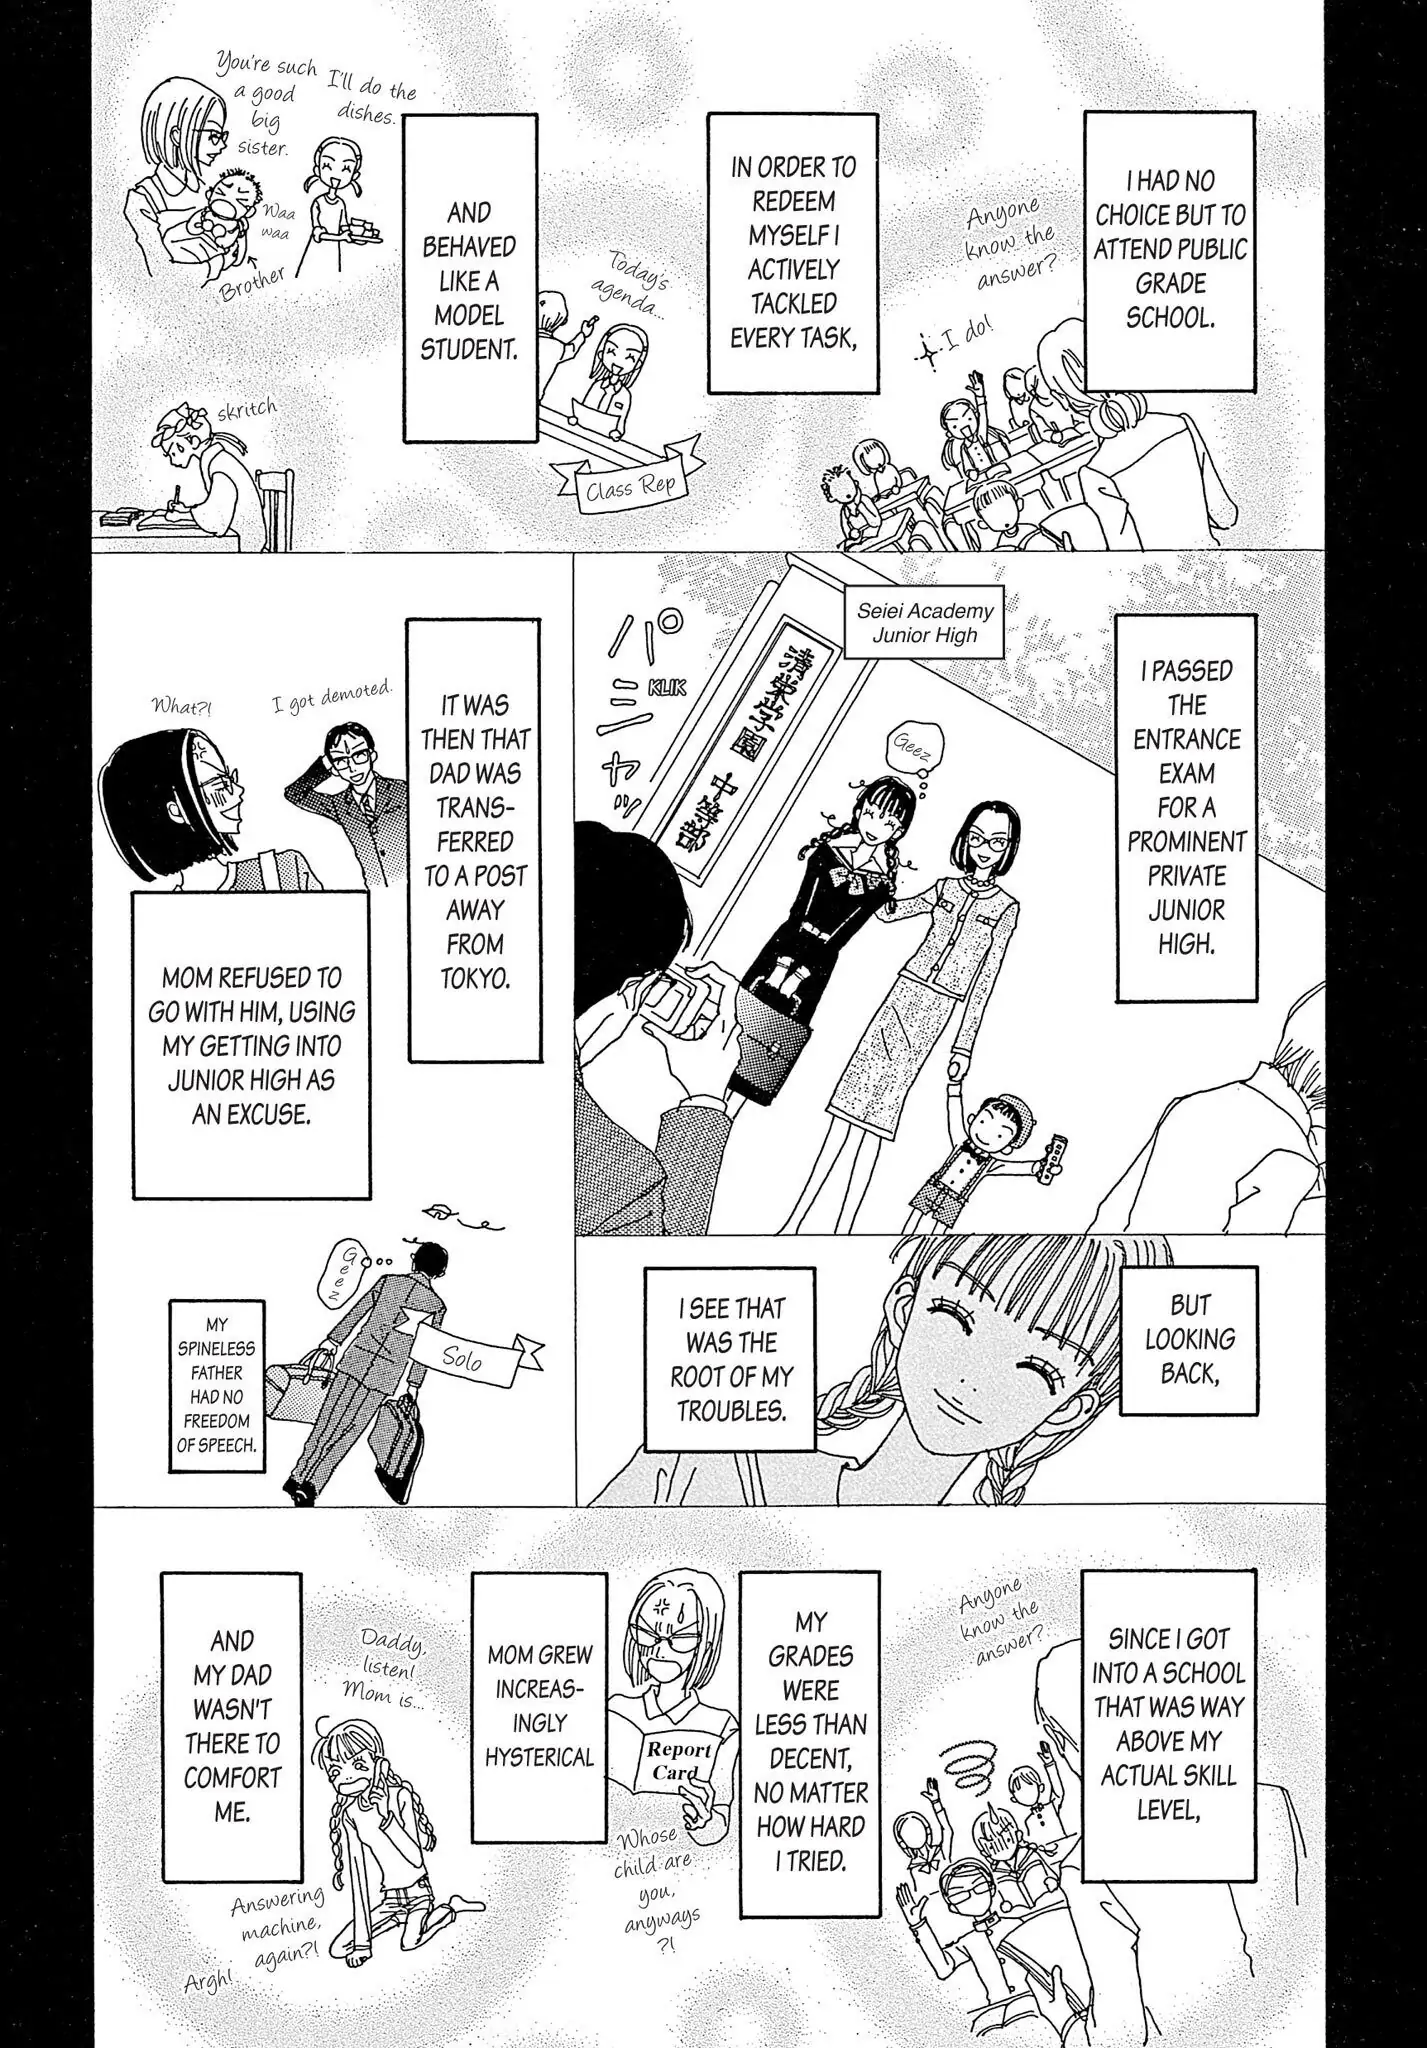 I HAD NO
CHOICE BUT TO
ATTEND PUBLIC
GRADE
SCHOOL.
Anyone
know the
answer?
I do!
IN ORDER TO
REDEEM
MYSELF I
ACTIVELY
TACKLED
EVERY TASK,
Today's
agenda...
Class Rep
AND
BEHAVED
LIKE A
MODEL
STUDENT.
I'll do the
dishes.
You're such
a good
big
sister.
Waa
waa
Brother
skritch
I PASSED
THE
ENTRANCE
EXAM
FOR A
PROMINENT
PRIVATE
JUNIOR
HIGH.
Seiei Academy
Junior High
清栄学園 中等部
Geez
パシャッ
KLIK
BUT
LOOKING
BACK,
I SEE THAT
WAS THE
ROOT OF MY
TROUBLES.
IT WAS
THEN THAT
DAD WAS
TRANS-
FERRED
TO A POST
AWAY
FROM
TOKYO.
I got demoted.
What?!
MOM REFUSED TO
GO WITH HIM, USING
MY GETTING INTO
JUNIOR HIGH AS
AN EXCUSE.
Geez
Solo
MY
SPINELESS
FATHER
HAD NO
FREEDOM
OF SPEECH.
SINCE I GOT
INTO A SCHOOL
THAT WAS WAY
ABOVE MY
ACTUAL SKILL
LEVEL,
Anyone
know the
answer?
MY
GRADES
WERE
LESS THAN
DECENT,
NO MATTER
HOW HARD
I TRIED.
Report
Card
Whose
child are
you,
anyways
?!
MOM GREW
INCREAS-
INGLY
HYSTERICAL
Daddy,
listen!
Mom is...
AND
MY DAD
WASN'T
THERE TO
COMFORT
ME.
Answering
machine,
again?!
Argh!